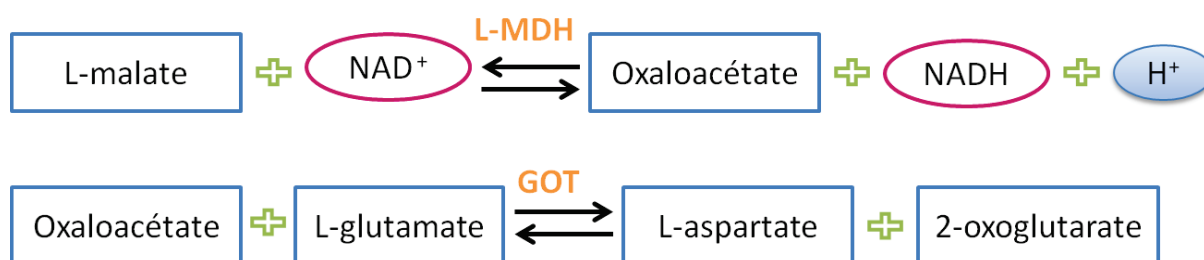 L-MDH
L-malate NAD⁺ Oxaloacétate NADH H⁺
GOT
Oxaloacétate L-glutamate L-aspartate 2-oxoglutarate